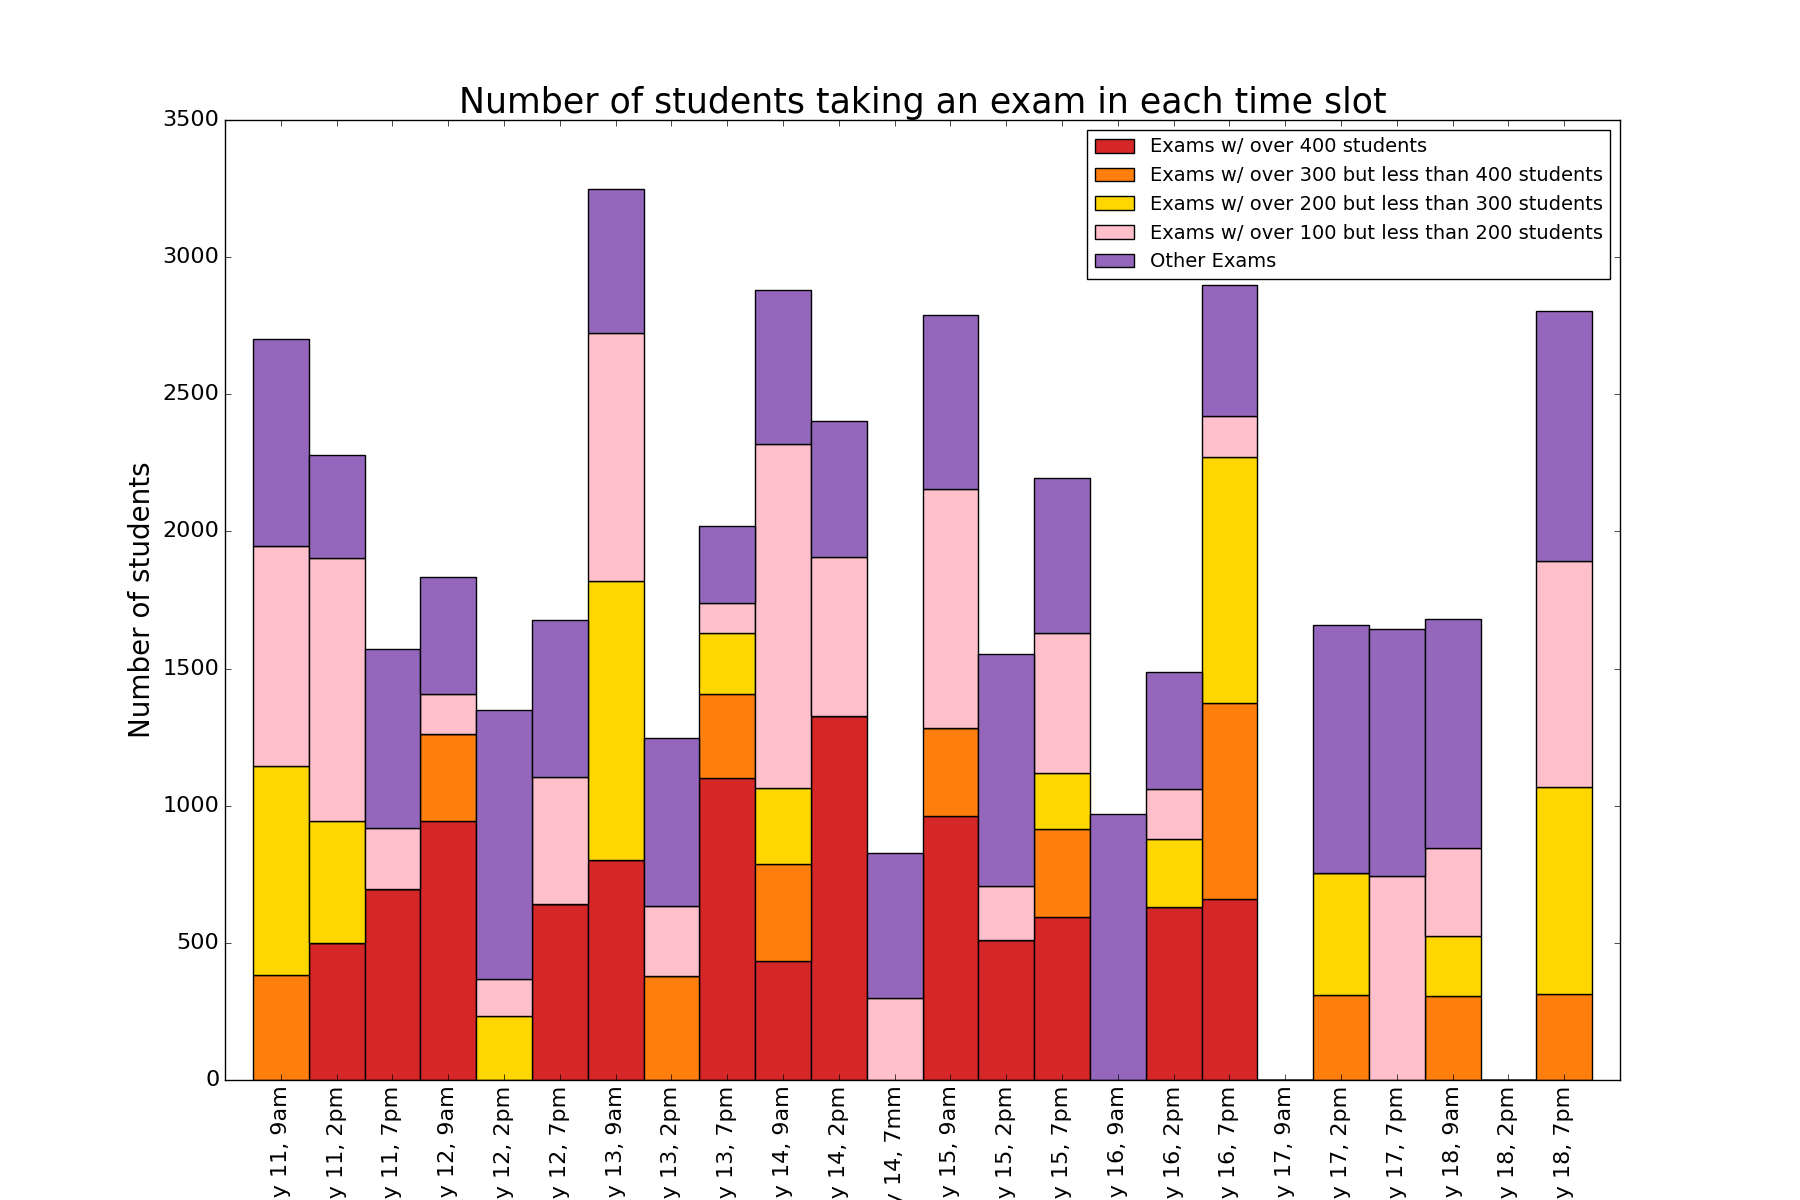 Number of students taking an exam in each time slot
Exams w/ over 400 students
Exams w/ over 300 but less than 400 students
Exams w/ over 200 but less than 300 students
Exams w/ over 100 but less than 200 students
Other Exams
Number of students
3500
3000
2500
2000
1500
1000
500
0
y 11, 9am
y 11, 2pm
y 11, 7pm
y 12, 9am
y 12, 2pm
y 12, 7pm
y 13, 9am
y 13, 2pm
y 13, 7pm
y 14, 9am
y 14, 2pm
y 14, 7mm
y 15, 9am
y 15, 2pm
y 15, 7pm
y 16, 9am
y 16, 2pm
y 16, 7pm
y 17, 9am
y 17, 2pm
y 17, 7pm
y 18, 9am
y 18, 2pm
y 18, 7pm